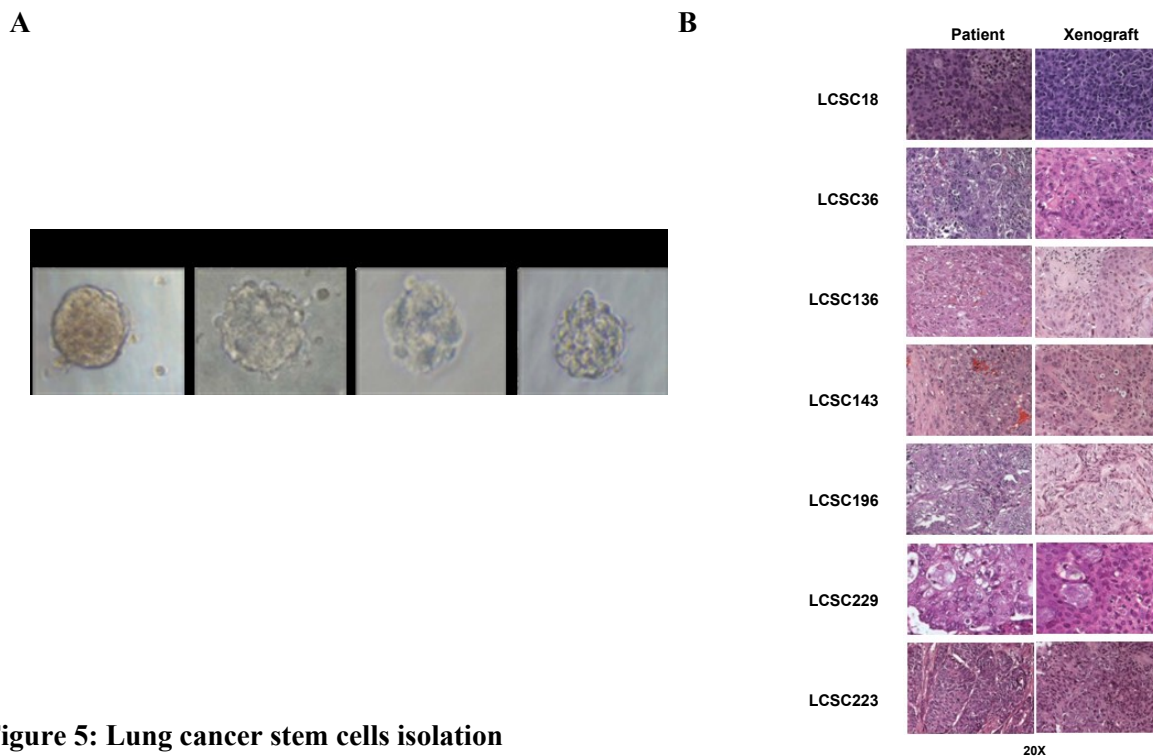 A
B
Patient Xenograft
LCSC18
LCSC36
LCSC136
LCSC143
LCSC196
LCSC229
LCSC223
20X
igure 5: Lung cancer stem cells isolation